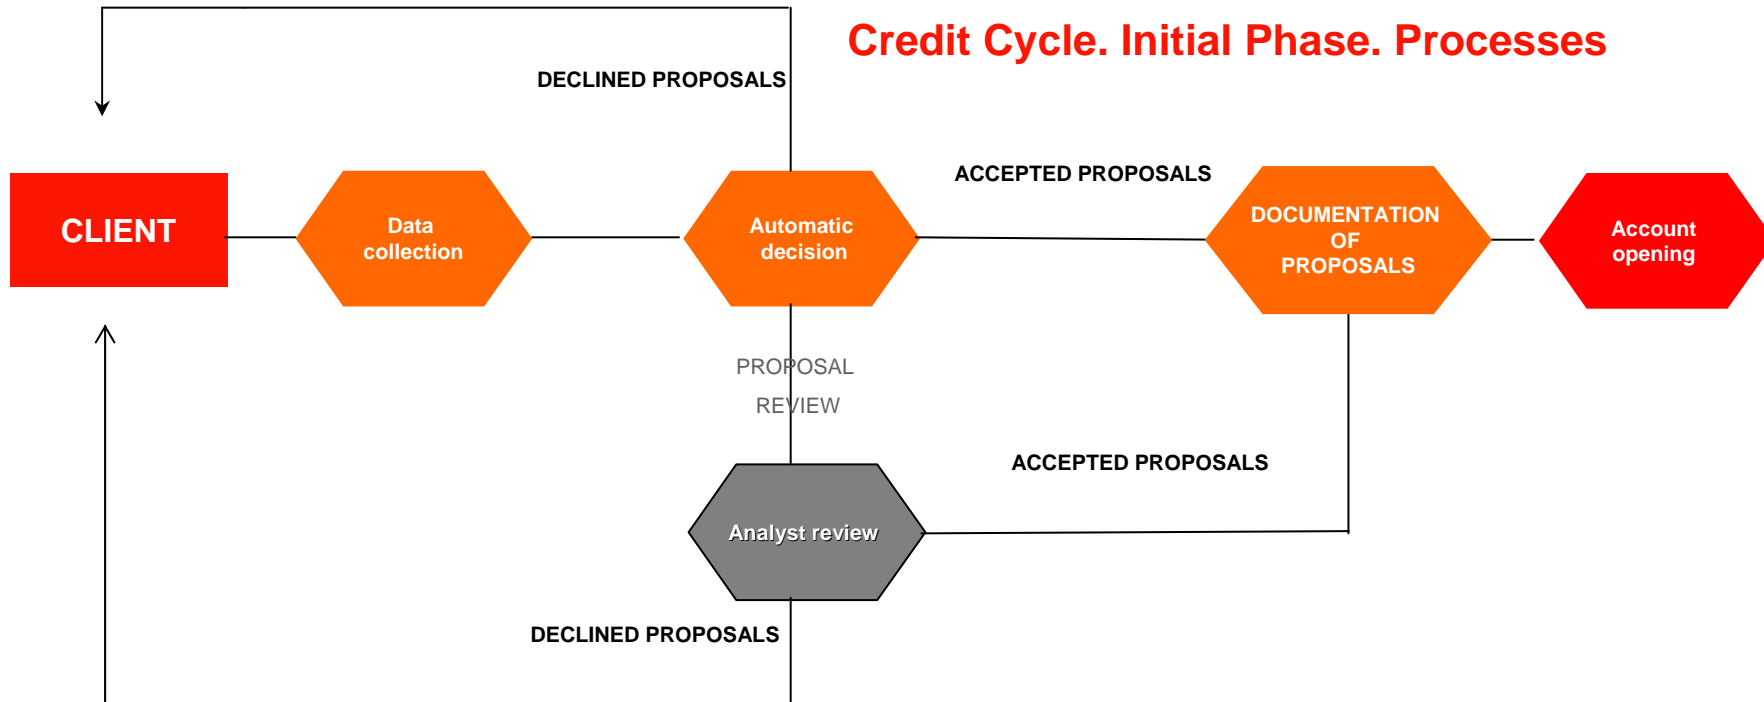 Credit Cycle. Initial Phase. Processes
DECLINED PROPOSALS
ACCEPTED PROPOSALS
CLIENT
Data
collection
Automatic
decision
DOCUMENTATION
OF
PROPOSALS
Account
opening
PROPOSAL
REVIEW
ACCEPTED PROPOSALS
Analyst review
DECLINED PROPOSALS